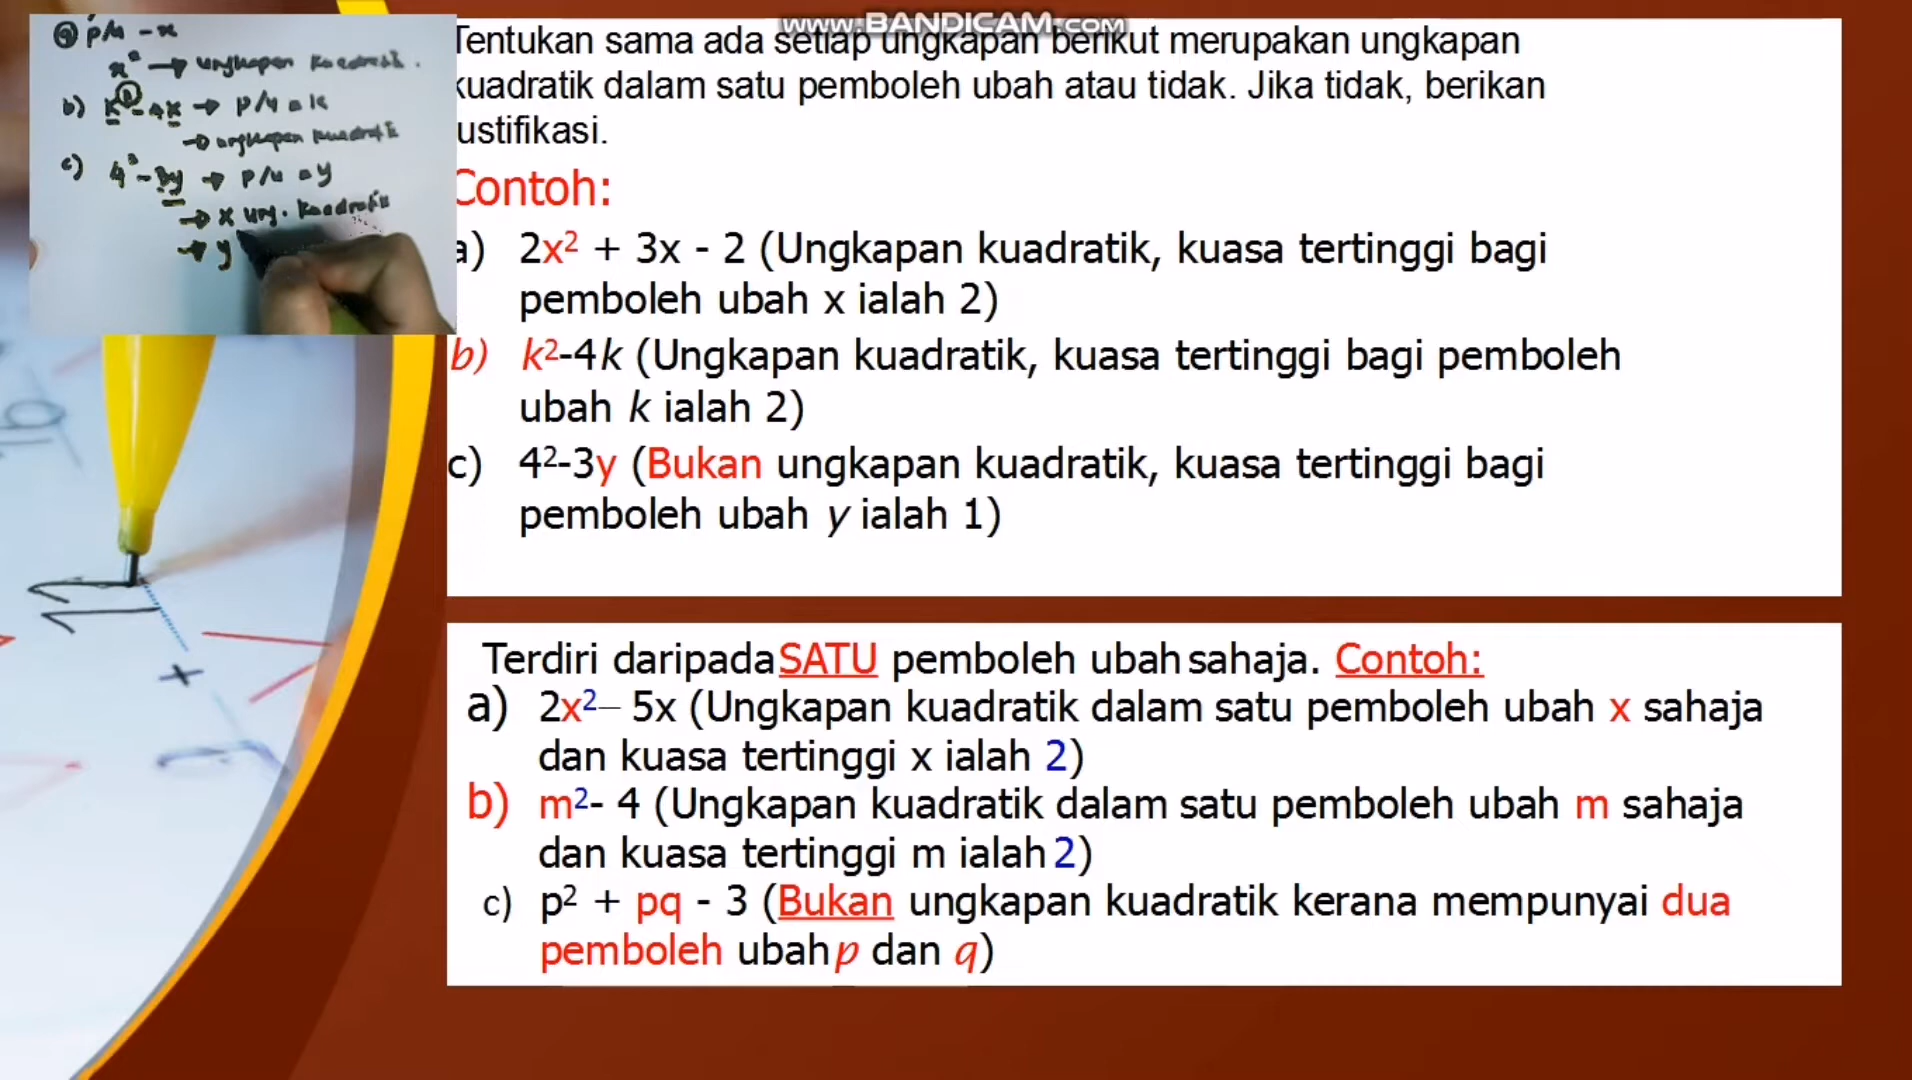 WWW.BANDICAM.COM
a) p/u - x
x² → ungkapan kuadratik.
b) k² - 4k → p/u = k
→ ungkapan kuadratik
c) 4² - 3y → p/u = y
→ x ung. kuadratik
→ y
Tentukan sama ada setiap ungkapan berikut merupakan ungkapan
kuadratik dalam satu pemboleh ubah atau tidak. Jika tidak, berikan
justifikasi.
Contoh:
a) 2x² + 3x - 2 (Ungkapan kuadratik, kuasa tertinggi bagi
pemboleh ubah x ialah 2)
b) k²-4k (Ungkapan kuadratik, kuasa tertinggi bagi pemboleh
ubah k ialah 2)
c) 4²-3y (Bukan ungkapan kuadratik, kuasa tertinggi bagi
pemboleh ubah y ialah 1)
Terdiri daripada SATU pemboleh ubah sahaja. Contoh:
a) 2x²– 5x (Ungkapan kuadratik dalam satu pemboleh ubah x sahaja
dan kuasa tertinggi x ialah 2)
b) m²- 4 (Ungkapan kuadratik dalam satu pemboleh ubah m sahaja
dan kuasa tertinggi m ialah 2)
c) p² + pq - 3 (Bukan ungkapan kuadratik kerana mempunyai dua
pemboleh ubah p dan q)